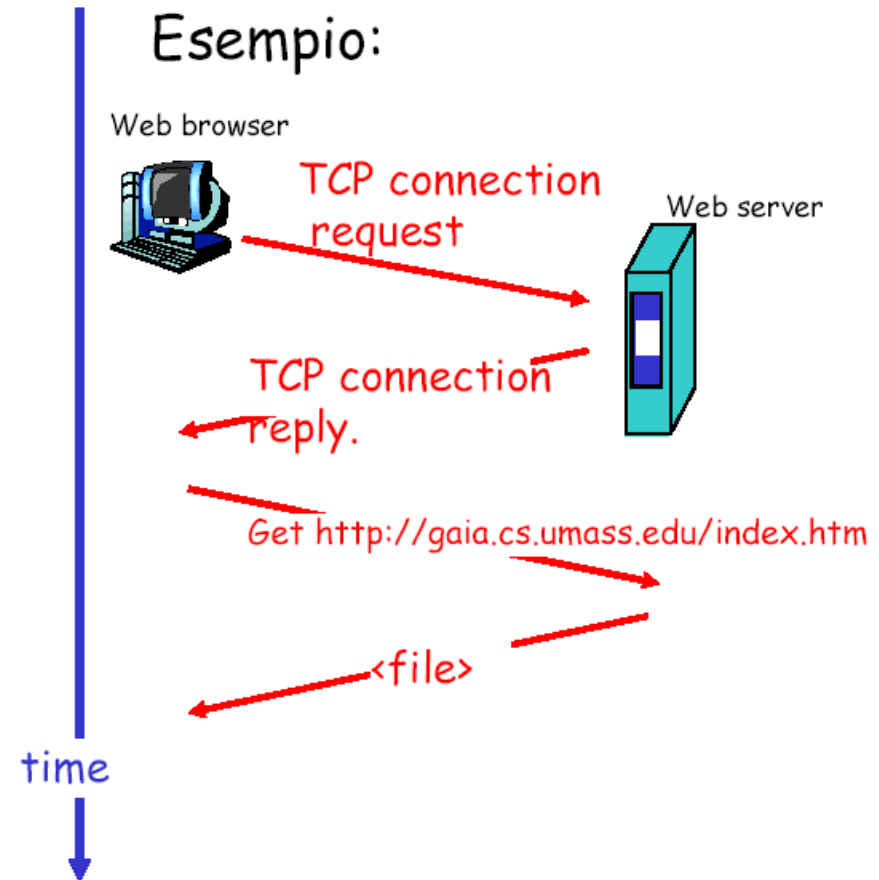 Esempio:
Web browser
TCP connection
request
Web server
TCP connection
reply.
Get http://gaia.cs.umass.edu/index.htm
<file>
time